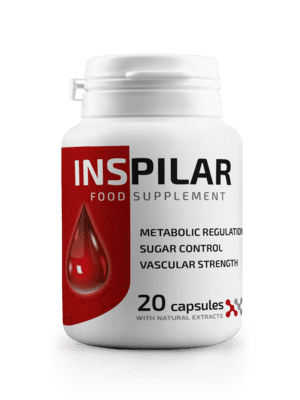 INSPILAR
FOOD SUPPLEMENT
METABOLIC REGULATION
SUGAR CONTROL
VASCULAR STRENGTH
20 capsules
WITH NATURAL EXTRACTS